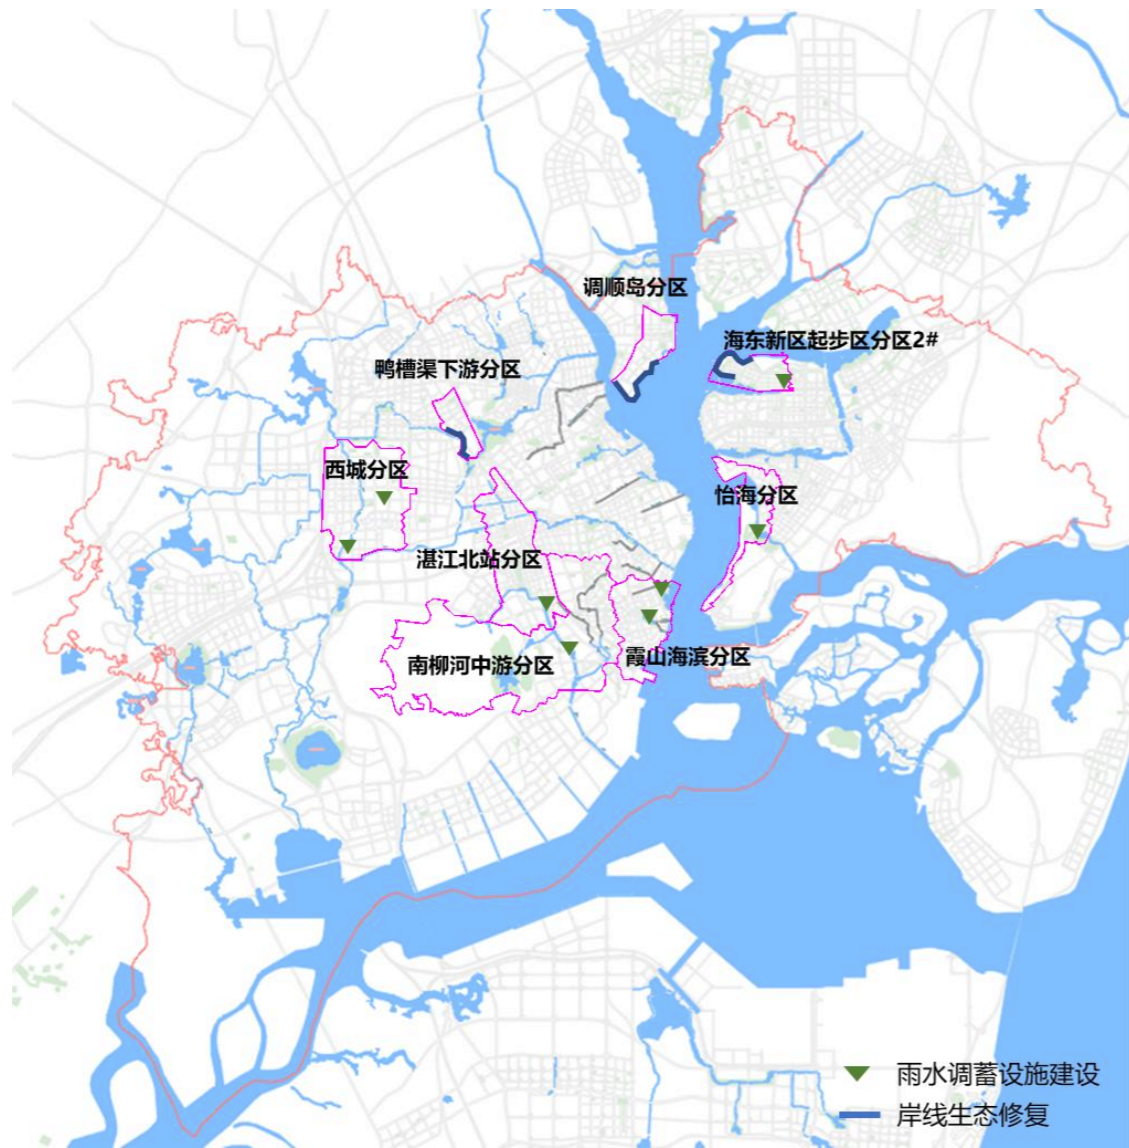 调顺岛分区
海东新区起步区分区2#
鸭槽渠下游分区
西城分区
怡海分区
湛江北站分区
霞山海滨分区
南柳河中游分区
雨水调蓄设施建设
岸线生态修复